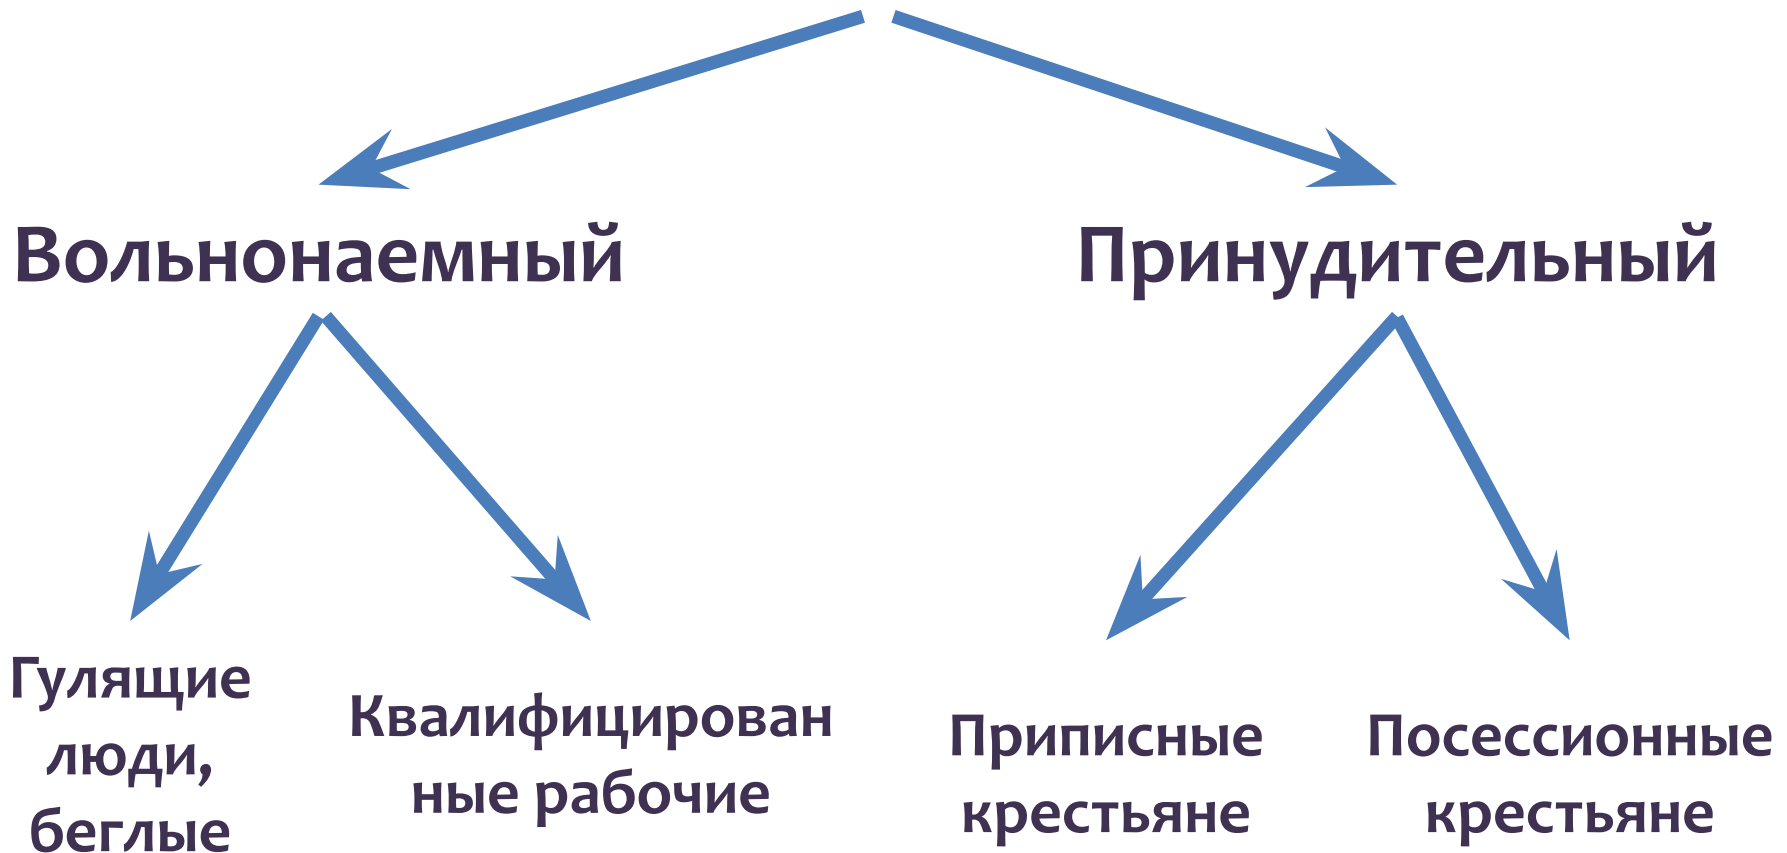 Вольнонаемный
Принудительный
Гулящие
люди,
беглые
Квалифицирован
ные рабочие
Приписные
крестьяне
Посессионные
крестьяне